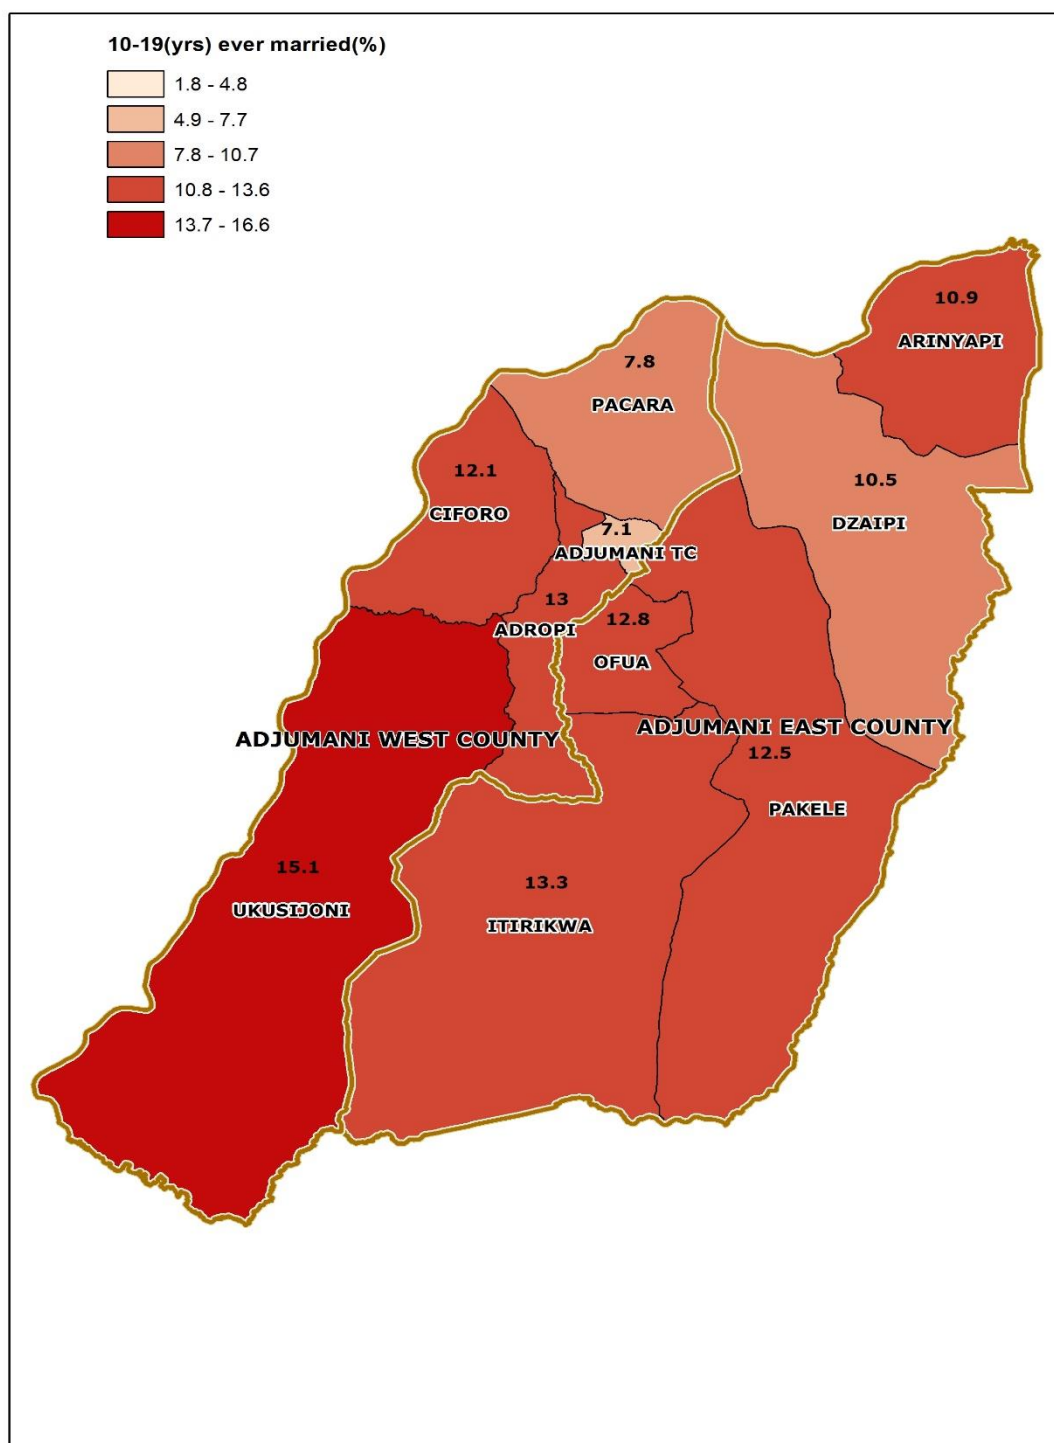 10-19(yrs) ever married(%)
1.8 - 4.8
4.9 - 7.7
7.8 - 10.7
10.8 - 13.6
13.7 - 16.6
10.9
ARINYAPI
7.8
PACARA
12.1
CIFORO
10.5
DZAIPI
7.1
ADJUMANI TC
13
ADROPI
12.8
OFUA
ADJUMANI WEST COUNTY
ADJUMANI EAST COUNTY
12.5
PAKELE
15.1
UKUSIJONI
13.3
ITIRIKWA